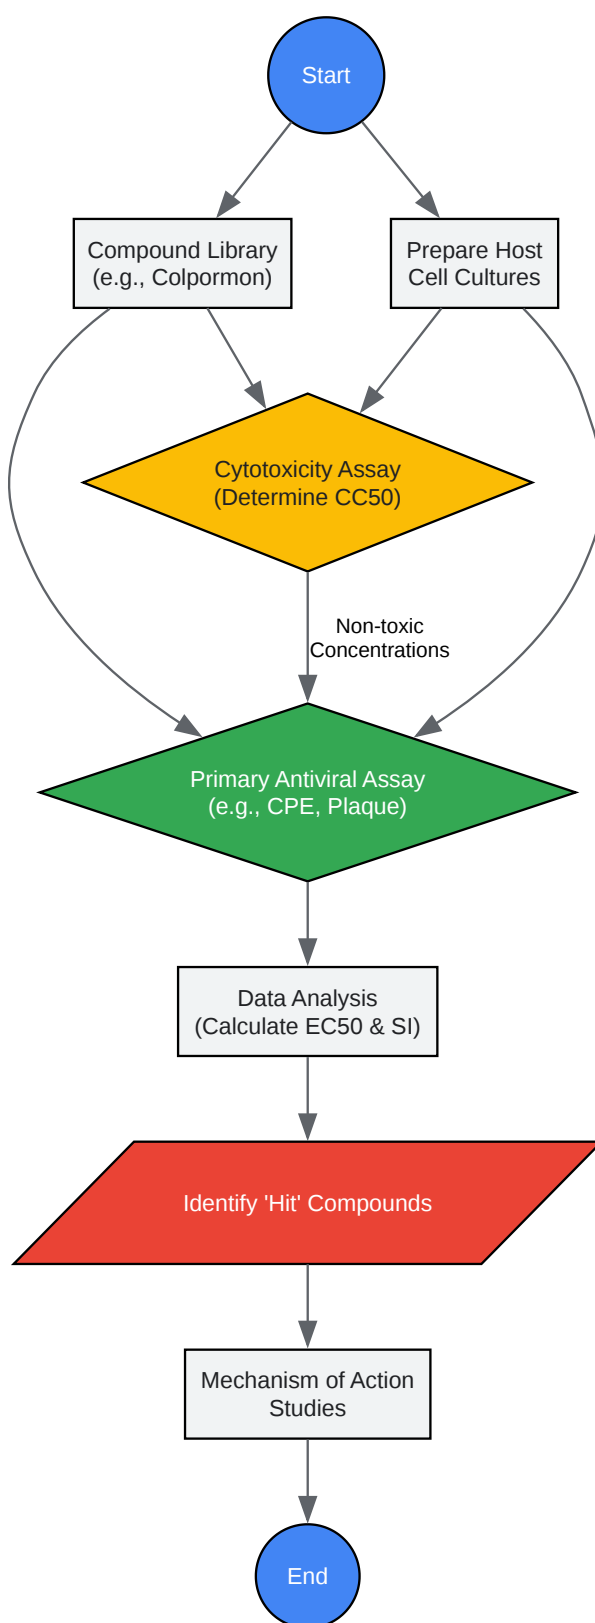 Start
Compound Library
(e.g., Colpormon)
Prepare Host
Cell Cultures
Cytotoxicity Assay
(Determine CC50)
Non-toxic
Concentrations
Primary Antiviral Assay
(e.g., CPE, Plaque)
Data Analysis
(Calculate EC50 & SI)
Identify 'Hit' Compounds
Mechanism of Action
Studies
End